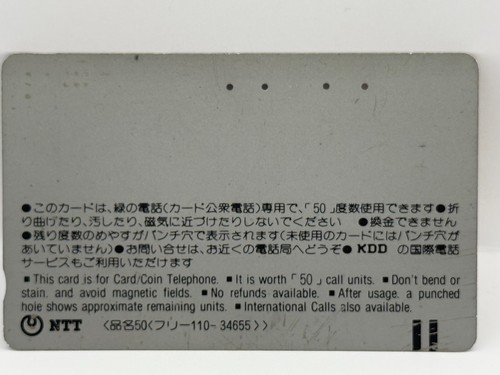 ●このカードは、緑の電話(カード公衆電話)専用で、「50」度数使用できます●折
り曲げたり、汚したり、磁気に近づけたりしないでください ●換金できません
●残り度数のめやすがパンチ穴で表示されます(未使用のカードにはパンチ穴が
あいていません)●お問い合せは、お近くの電話局へどうぞ●KDDの国際電話
サービスもご利用いただけます
■This card is for Card/Coin Telephone. ■It is worth「50」call units. ■Don't bend or
stain, and avoid magnetic fields. ■No refunds available. ■After usage, a punched
hole shows approximate remaining units. ■International Calls also available.
NTT 〈品名50〈フリー110-34655〉〉